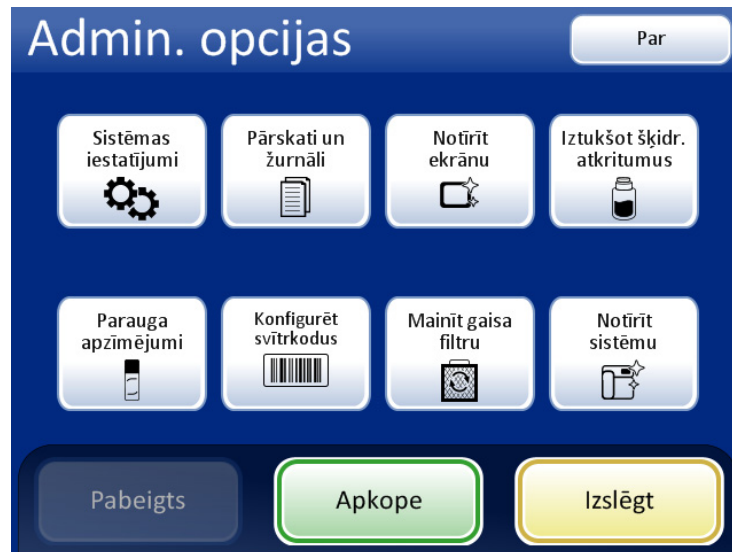 Admin. opcijas
Par
Sistēmas
iestatījumi
Pārskati un
žurnāli
Notīrīt
ekrānu
Iztukšot šķidr.
atkritumus
Parauga
apzīmējumi
Konfigurēt
svītrkodus
Mainīt gaisa
filtru
Notīrīt
sistēmu
Pabeigts
Apkope
Izslēgt